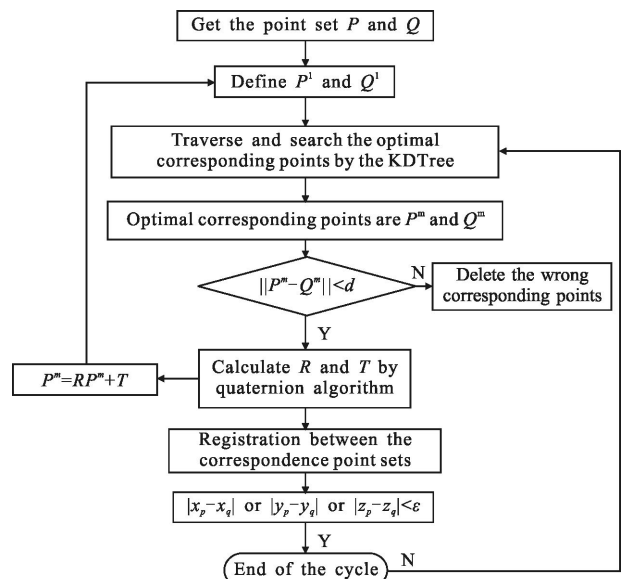 Get the point set P and Q
Define P¹ and Q¹
Traverse and search the optimal
corresponding points by the KDTree
Optimal corresponding points are Pᵐ and Qᵐ
||Pᵐ−Qᵐ||<d
N
Delete the wrong
corresponding points
Y
Calculate R and T by
quaternion algorithm
Pᵐ=RPᵐ+T
Registration between the
correspondence point sets
|xₚ−x_q| or |yₚ−y_q| or |zₚ−z_q|<ε
Y
End of the cycle
N